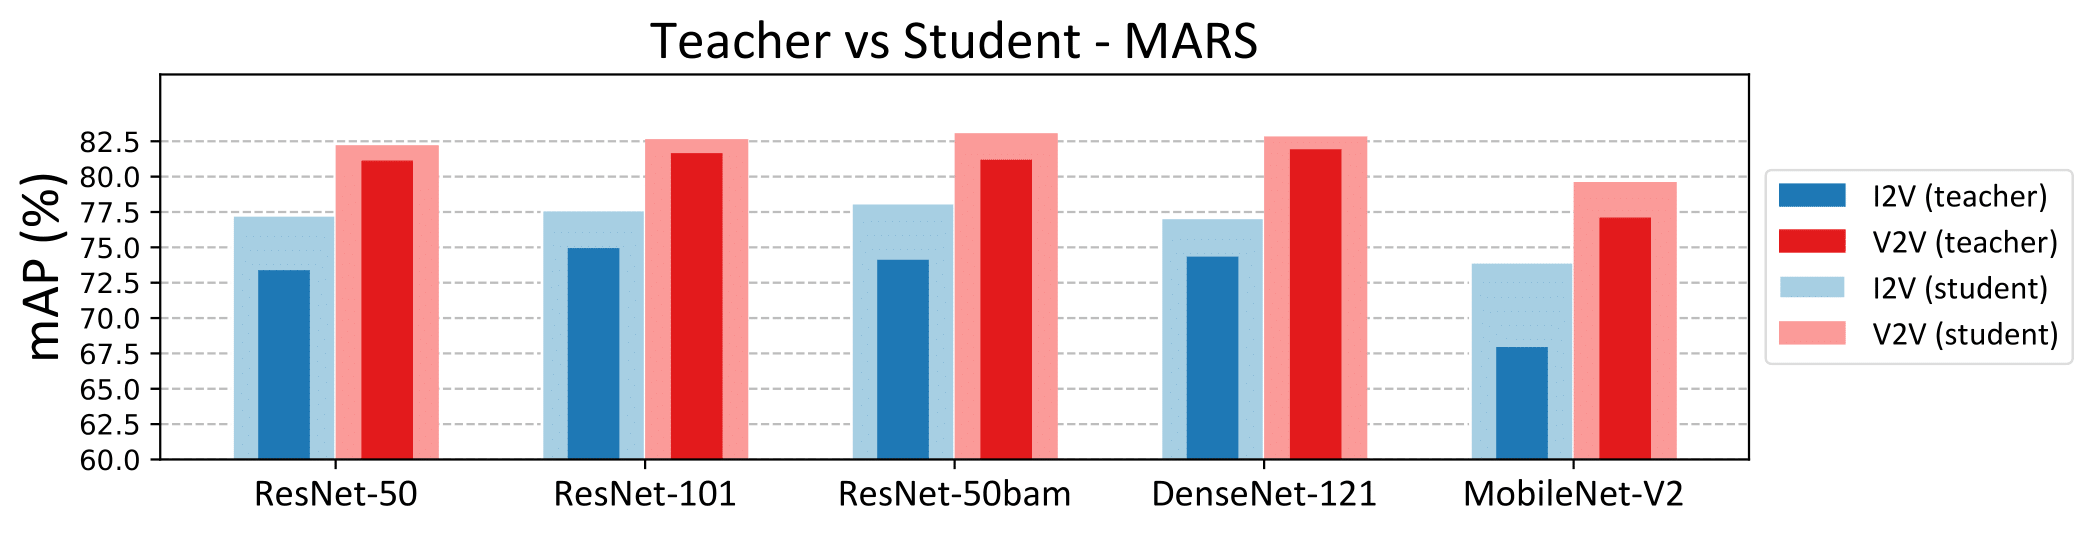 Teacher vs Student - MARS
mAP (%)
82.5
80.0
77.5
75.0
72.5
70.0
67.5
65.0
62.5
60.0
ResNet-50 ResNet-101 ResNet-50bam DenseNet-121 MobileNet-V2
I2V (teacher)
V2V (teacher)
I2V (student)
V2V (student)